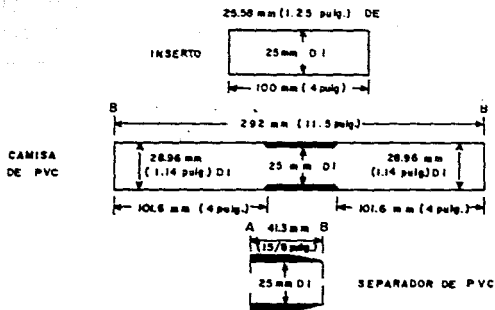 25.58 mm (1.25 pulg.) DE
INSERTO
25 mm DI
100 mm (4 pulg.)
B B
292 mm (11.5 pulg.)
CAMISA
DE PVC
A 28.96 mm
(1.14 pulg.) DI
25 mm DI
28.96 mm A
(1.14 pulg.) DI
101.6 mm (4 pulg.)
101.6 mm (4 pulg.)
A 41.3 mm B
(1 5/8 pulg.)
25 mm DI
SEPARADOR DE PVC